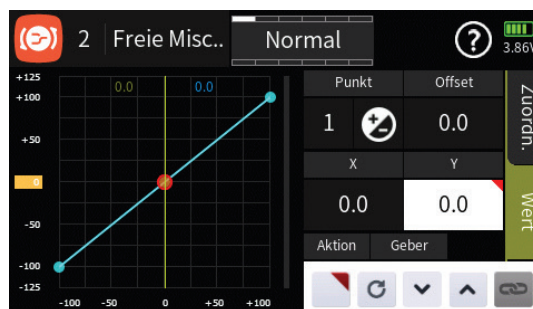 2 Freie Misc.. Normal ? 3.86V
+125
+100
+50
0
-50
-100
-125
0.0 0.0
-100 -50 0 +50 +100
Punkt Offset
1 0.0
X Y
0.0 0.0
Aktion Geber
Zuordn.
Wert